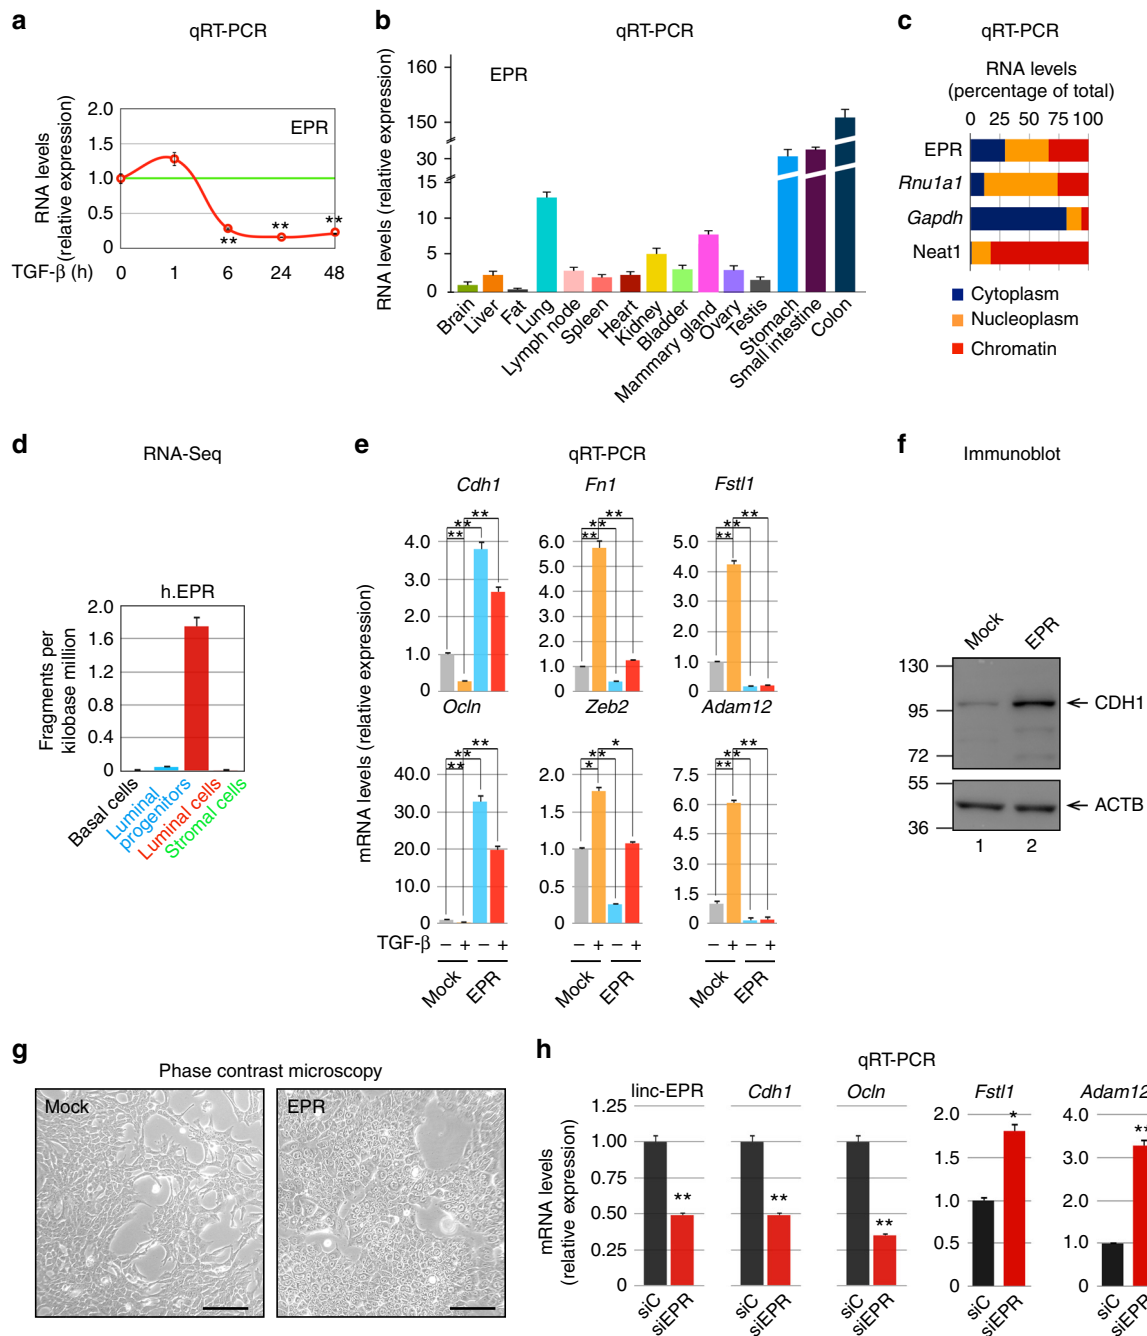 a
qRT-PCR
RNA levels
(relative expression)
2.0
1.5
1.0
0.5
0
EPR
**
**
**
TGF-β (h)
0 1 6 24 48
b
qRT-PCR
RNA levels (relative expression)
EPR
160
150
30
15
10
5
0
Brain
Liver
Fat
Lung
Lymph node
Spleen
Heart
Kidney
Bladder
Mammary gland
Ovary
Testis
Stomach
Small intestine
Colon
c
qRT-PCR
RNA levels
(percentage of total)
0 25 50 75 100
EPR
Rnu1a1
Gapdh
Neat1
Cytoplasm
Nucleoplasm
Chromatin
d
RNA-Seq
h.EPR
Fragments per
kilobase million
2.0
1.6
1.2
0.8
0.4
0
Basal cells
Luminal
progenitors
Luminal cells
Stromal cells
e
qRT-PCR
mRNA levels (relative expression)
Cdh1
**
**
**
4.0
3.0
2.0
1.0
0
Fn1
**
**
**
6.0
5.0
4.0
3.0
2.0
1.0
0
Fstl1
**
**
**
5.0
4.0
3.0
2.0
1.0
0
Ocln
**
**
**
40.0
30.0
20.0
10.0
0.0
Zeb2
*
**
*
2.0
1.5
1.0
0.5
0
Adam12
**
**
**
7.5
6.0
4.5
3.0
1.5
0
TGF-β – + – + – + – + – + – +
Mock EPR Mock EPR Mock EPR
f
Immunoblot
Mock EPR
130
95
72
CDH1
55
36
ACTB
1 2
g
Phase contrast microscopy
Mock
EPR
h
qRT-PCR
mRNA levels
(relative expression)
linc-EPR
1.25
1.00
0.75
0.50
0.25
0
**
siC
siEPR
Cdh1
**
siC
siEPR
Ocln
**
siC
siEPR
Fstl1
2.0
1.5
1.0
0.5
0
*
siC
siEPR
Adam12
4.0
3.0
2.0
1.0
0
**
siC
siEPR